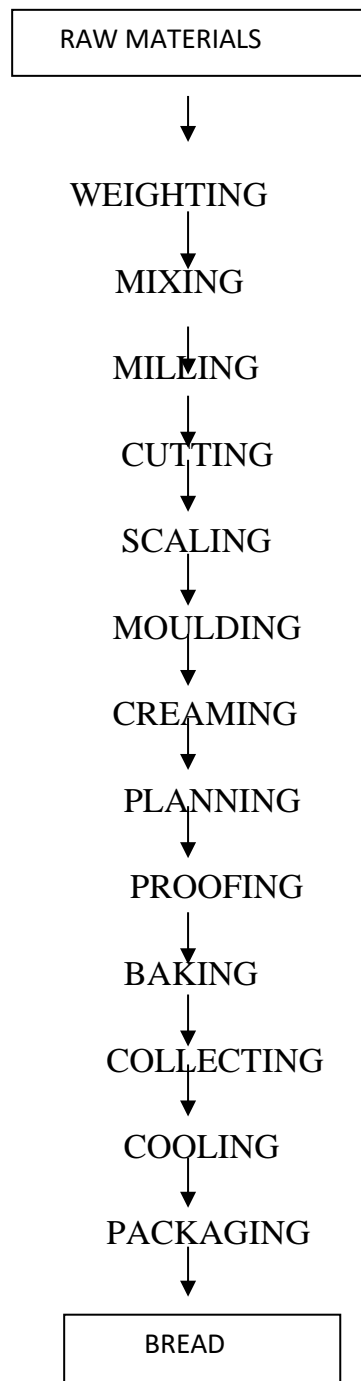 RAW MATERIALS
WEIGHTING
MIXING
MILLING
CUTTING
SCALING
MOULDING
CREAMING
PLANNING
PROOFING
BAKING
COLLECTING
COOLING
PACKAGING
BREAD